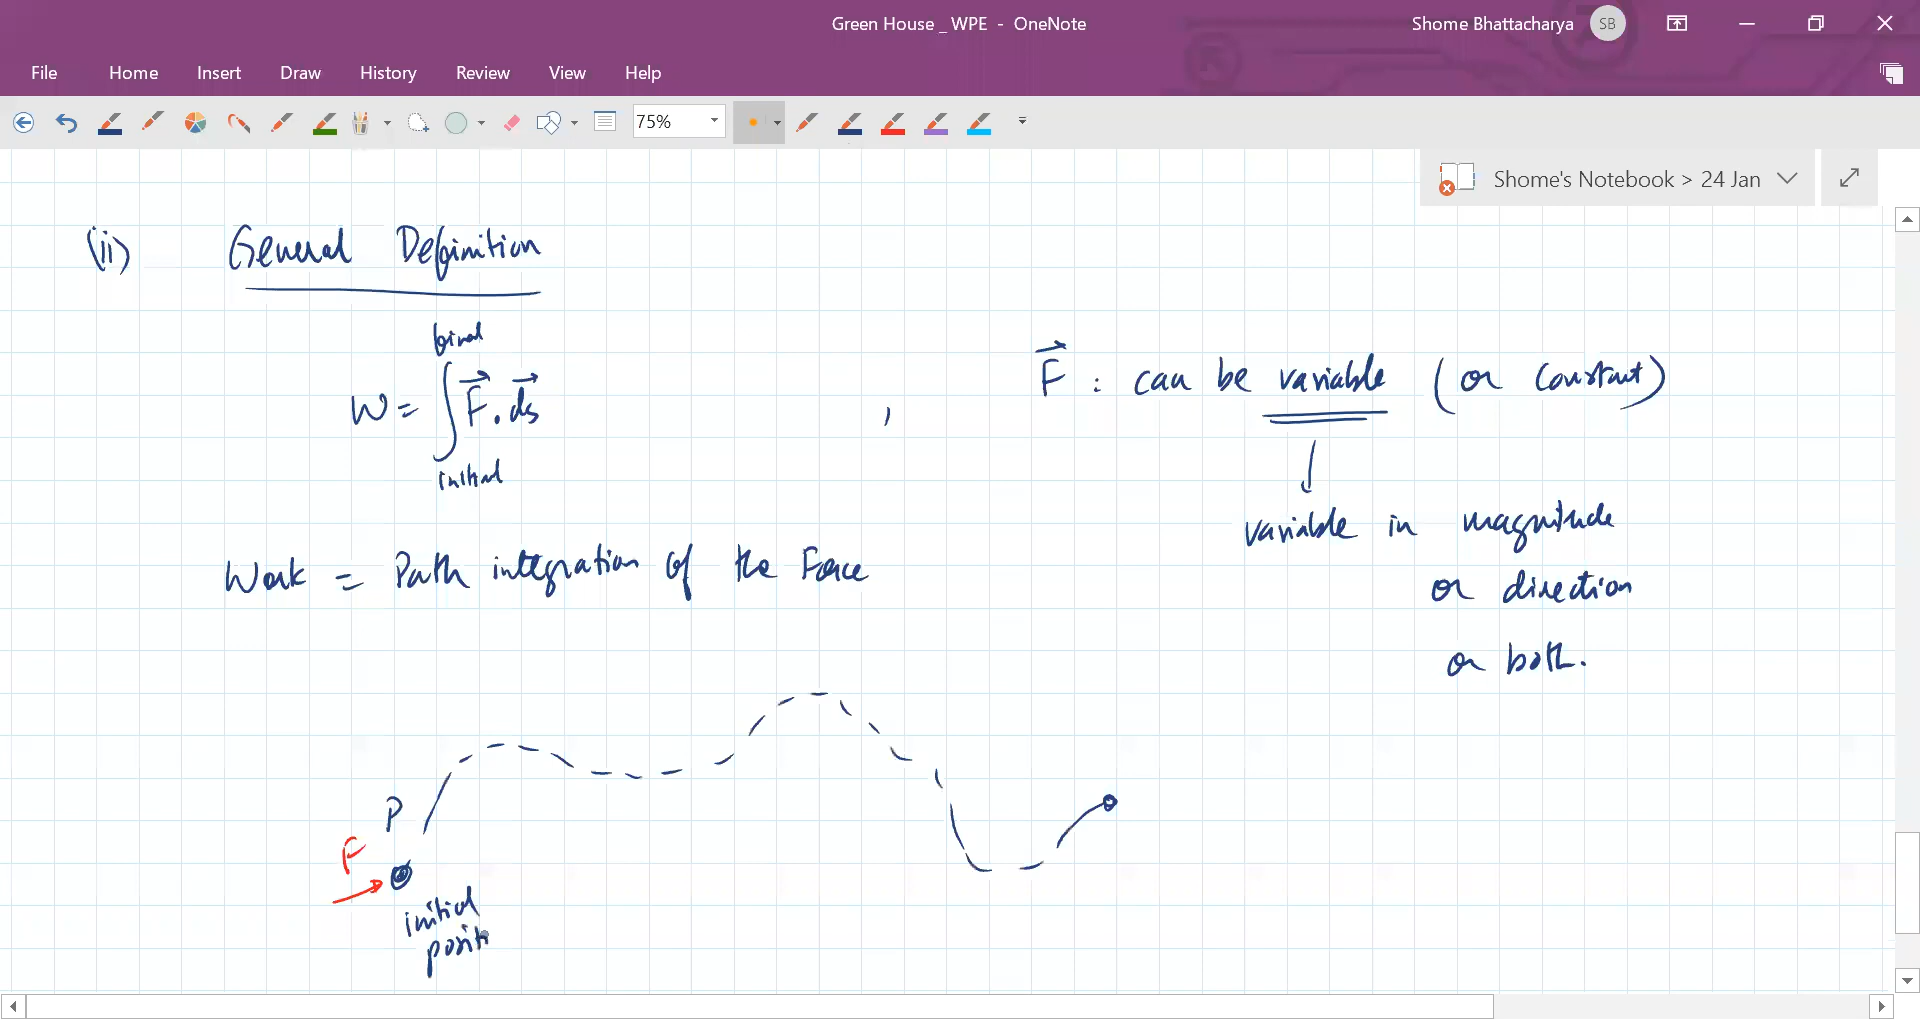 Green House _ WPE - OneNote
Shome Bhattacharya SB
File Home Insert Draw History Review View Help
75%
Shome's Notebook > 24 Jan
(ii) General Definition
final
W = ∫ F⃗ . ds⃗ ,
initial
F⃗ : can be variable (or constant)
variable in magnitude
or direction
or both.
Work = Path integration of the Force
P
F
initial
positi